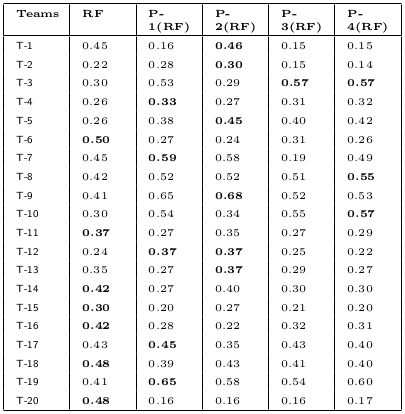 Teams RF P-1(RF) P-2(RF) P-3(RF) P-4(RF)
T-1 0.45 0.16 0.46 0.15 0.15
T-2 0.22 0.28 0.30 0.15 0.14
T-3 0.30 0.53 0.29 0.57 0.57
T-4 0.26 0.33 0.27 0.31 0.32
T-5 0.26 0.38 0.45 0.40 0.42
T-6 0.50 0.27 0.24 0.31 0.26
T-7 0.45 0.59 0.58 0.19 0.49
T-8 0.42 0.52 0.52 0.51 0.55
T-9 0.41 0.65 0.68 0.52 0.53
T-10 0.30 0.54 0.34 0.55 0.57
T-11 0.37 0.27 0.35 0.27 0.29
T-12 0.24 0.37 0.37 0.25 0.22
T-13 0.35 0.27 0.37 0.29 0.27
T-14 0.42 0.27 0.40 0.30 0.30
T-15 0.30 0.20 0.27 0.21 0.20
T-16 0.42 0.28 0.22 0.32 0.31
T-17 0.43 0.45 0.35 0.43 0.40
T-18 0.48 0.39 0.43 0.41 0.40
T-19 0.41 0.65 0.58 0.54 0.60
T-20 0.48 0.16 0.16 0.16 0.17